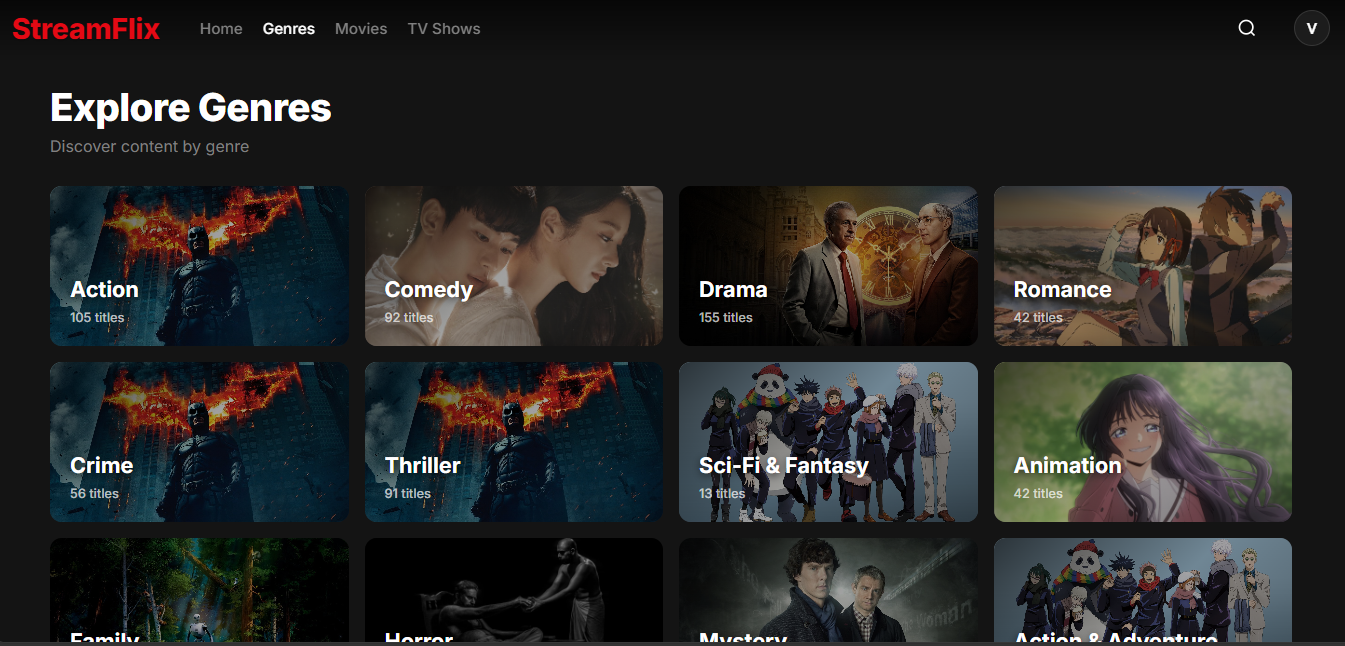 StreamFlix Home Genres Movies TV Shows V
Explore Genres
Discover content by genre
Action
105 titles
Comedy
92 titles
Drama
155 titles
Romance
42 titles
Crime
56 titles
Thriller
91 titles
Sci-Fi & Fantasy
13 titles
Animation
42 titles
Family
Horror
Mystery
Action & Adventure